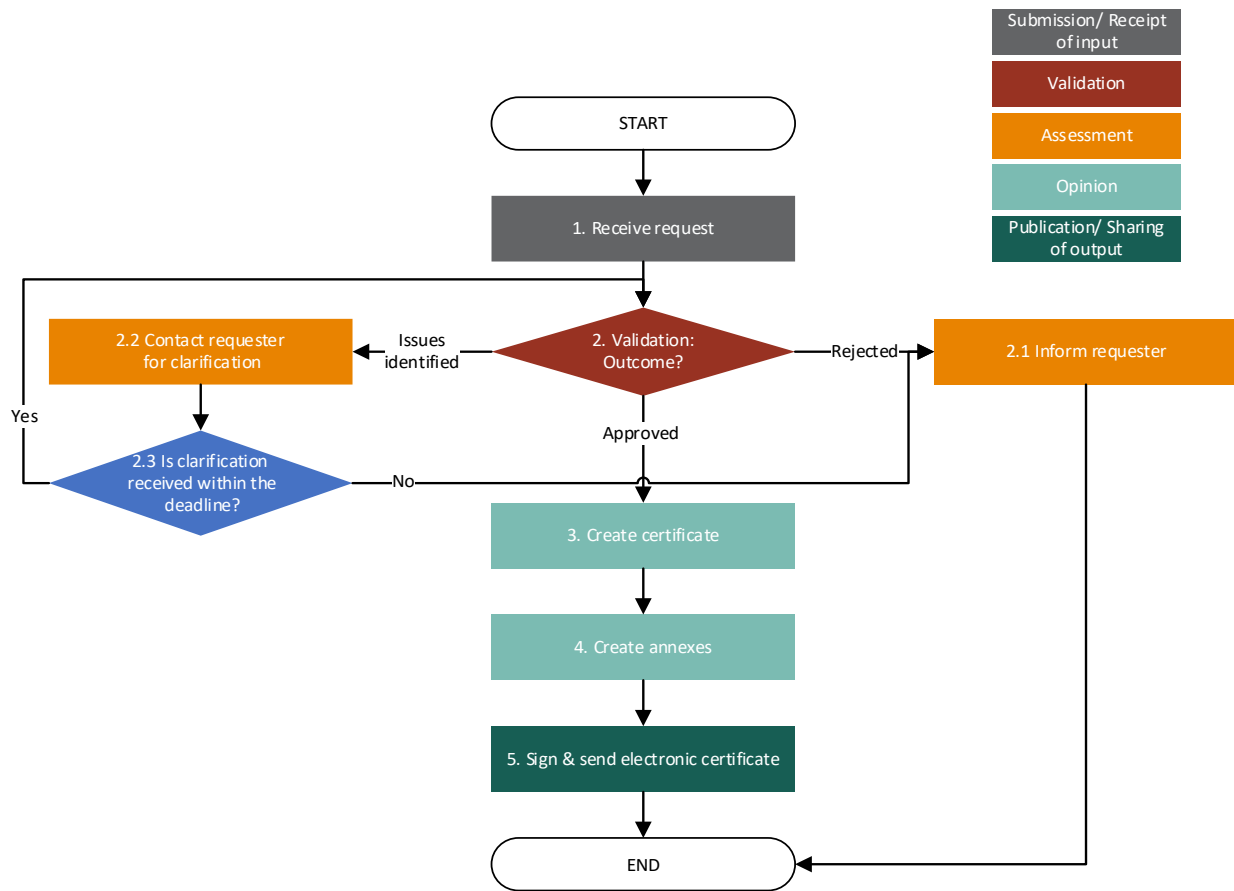 Submission/ Receipt
of input
Validation
Assessment
Opinion
Publication/ Sharing
of output
START
1. Receive request
2.2 Contact requester
for clarification
Issues
identified
2. Validation:
Outcome?
Rejected
2.1 Inform requester
Yes
Approved
2.3 Is clarification
received within the
deadline?
No
3. Create certificate
4. Create annexes
5. Sign & send electronic certificate
END